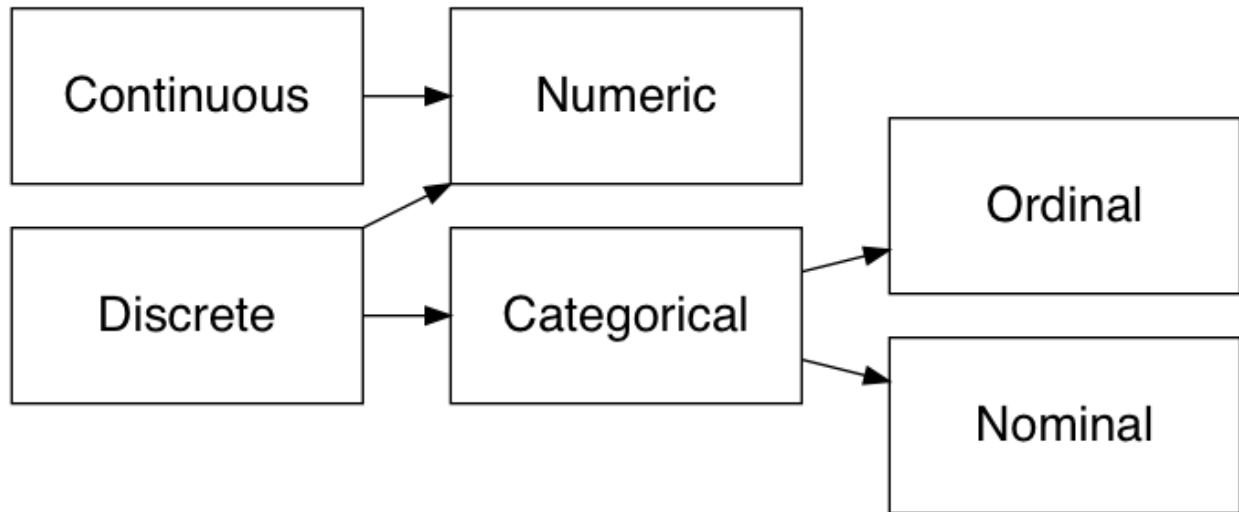 Continuous
Numeric
Ordinal
Discrete
Categorical
Nominal